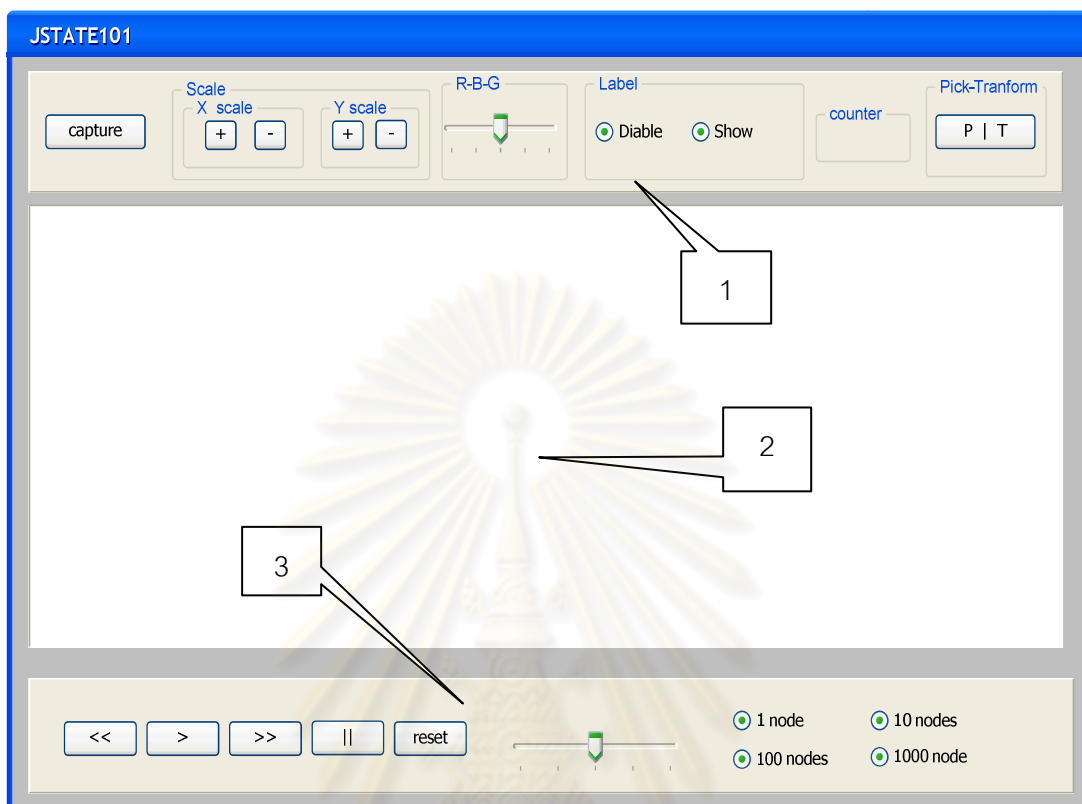 JSTATE101
Scale
R-B-G
Label
Pick-Tranform
X scale
Y scale
counter
capture
+
-
+
-
Diable
Show
P | T
1
2
3
<<
>
>>
||
reset
1 node
10 nodes
100 nodes
1000 node